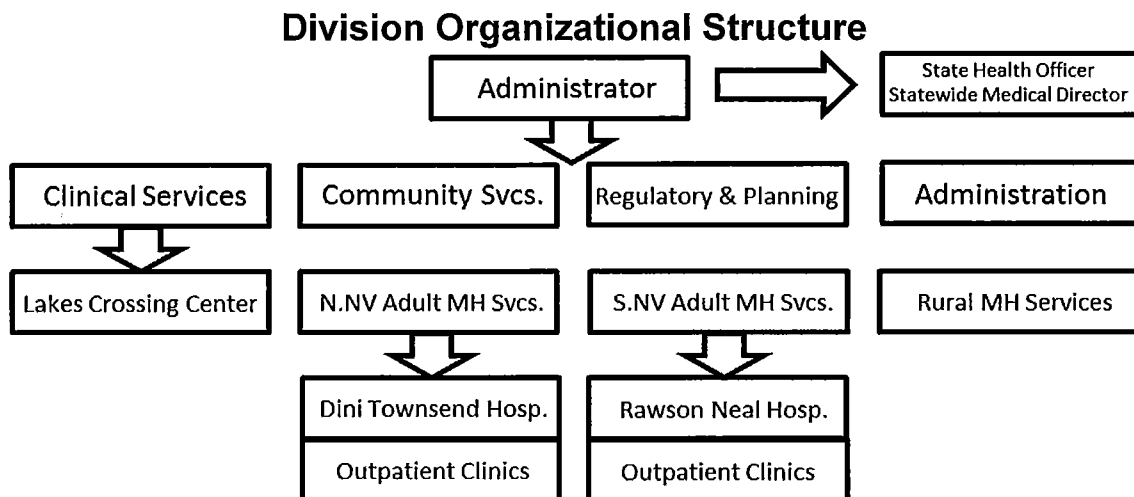 Division Organizational Structure
Administrator
State Health Officer
Statewide Medical Director
Clinical Services
Community Svcs.
Regulatory & Planning
Administration
Lakes Crossing Center
N.NV Adult MH Svcs.
S.NV Adult MH Svcs.
Rural MH Services
Dini Townsend Hosp.
Rawson Neal Hosp.
Outpatient Clinics
Outpatient Clinics